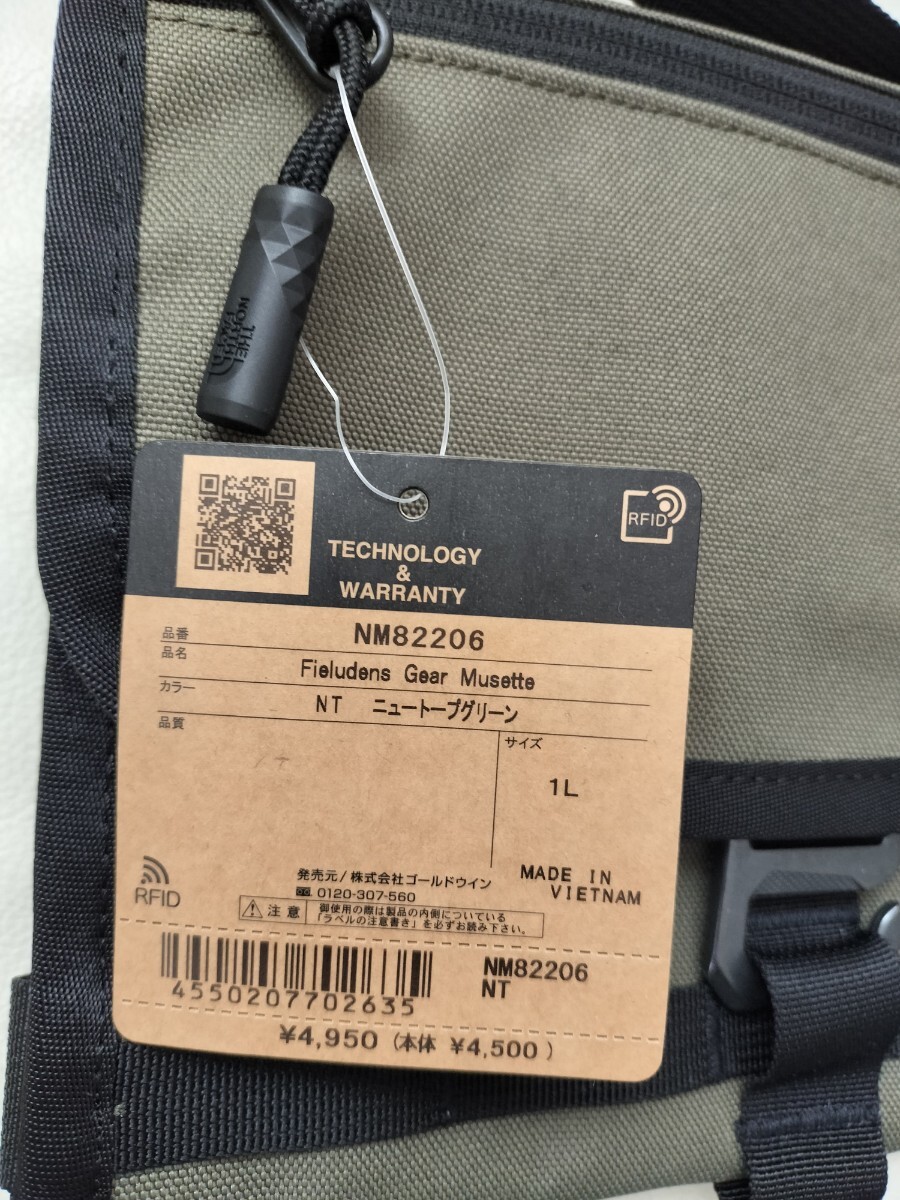 THE
NORTH
FACE
RFID
TECHNOLOGY
&
WARRANTY
品番 NM82206
品名 Fieludens Gear Musette
カラー NT ニュートープグリーン
品質
サイズ
1L
RFID
発売元/株式会社ゴールドウイン
0120-307-560
MADE IN
VIETNAM
注意 御使用の際は製品の内側についている
「ラベルの注意書き」を必ずお読み下さい。
4550207702635
NM82206
NT
¥4,950 (本体 ¥4,500 )